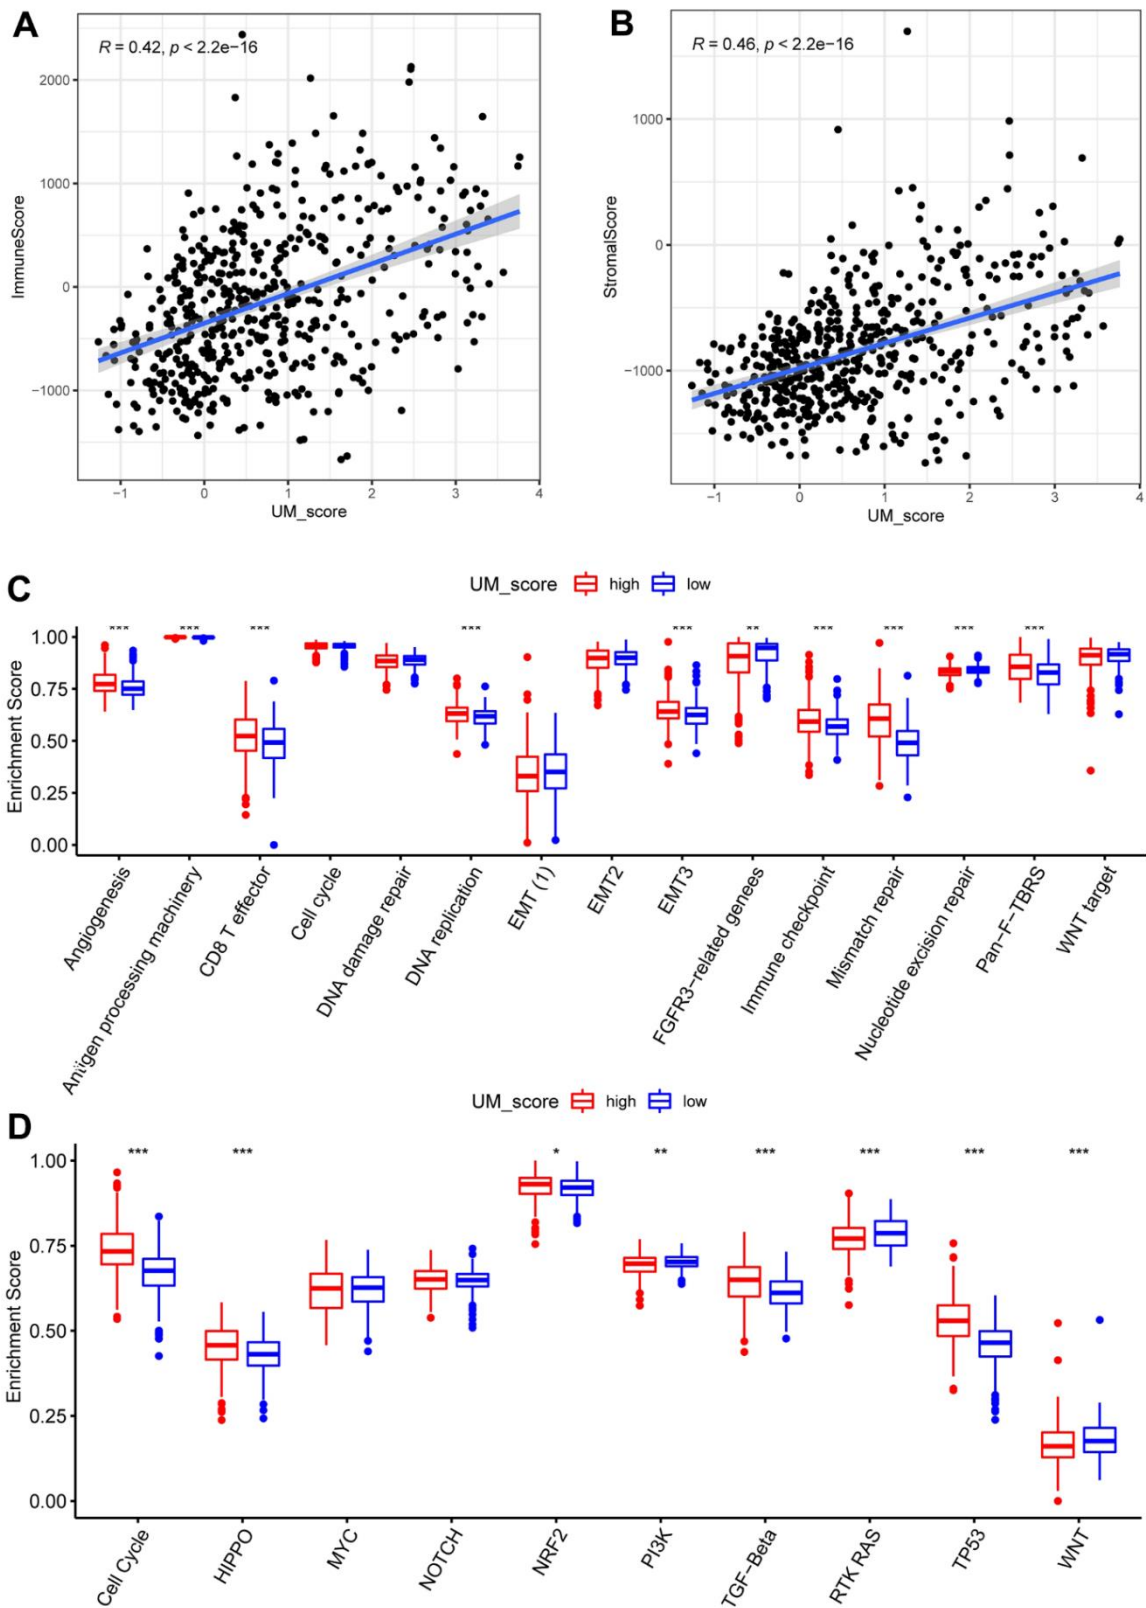 A
R = 0.42, p < 2.2e−16
2000
1000
0
−1000
ImmuneScore
−1
0
1
2
3
4
UM_score
B
R = 0.46, p < 2.2e−16
1000
0
−1000
StromalScore
−1
0
1
2
3
4
UM_score
C
UM_score high low
*** *** *** *** *** ** *** *** *** ***
1.00
0.75
0.50
0.25
0.00
Enrichment Score
Angiogenesis
Antigen processing machinery
CD8 T effector
Cell cycle
DNA damage repair
DNA replication
EMT (1)
EMT2
EMT3
FGFR3−related genees
Immune checkpoint
Mismatch repair
Nucleotide excision repair
Pan−F−TBRS
WNT target
D
UM_score high low
*** *** * ** *** *** *** ***
1.00
0.75
0.50
0.25
0.00
Enrichment Score
Cell Cycle
HIPPO
MYC
NOTCH
NRF2
PI3K
TGF−Beta
RTK RAS
TP53
WNT